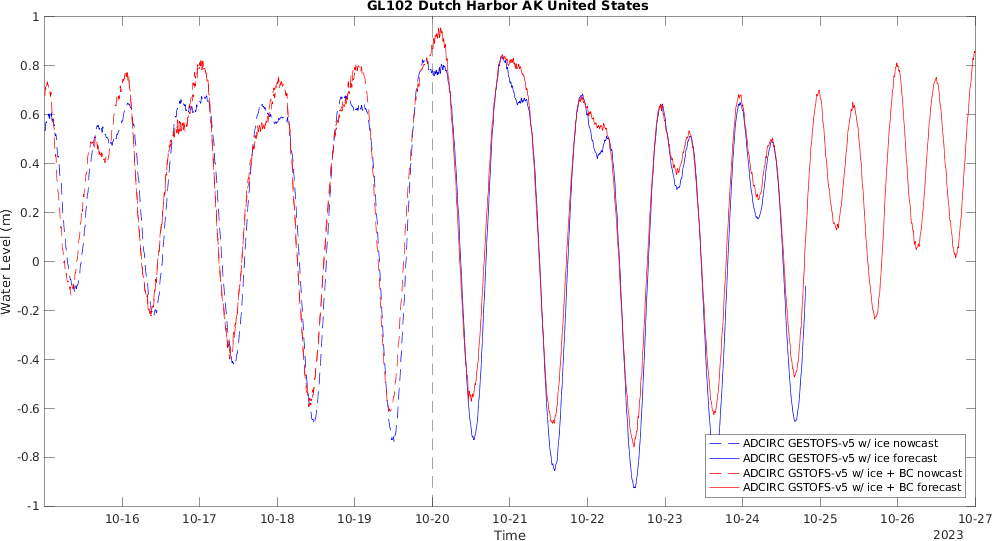 GL102 Dutch Harbor AK United States
1
0.8
0.6
0.4
0.2
0
-0.2
-0.4
-0.6
-0.8
-1
Water Level (m)
ADCIRC GESTOFS-v5 w/ ice nowcast
ADCIRC GESTOFS-v5 w/ ice forecast
ADCIRC GSTOFS-v5 w/ ice + BC nowcast
ADCIRC GSTOFS-v5 w/ ice + BC forecast
10-16 10-17 10-18 10-19 10-20 10-21 10-22 10-23 10-24 10-25 10-26 10-27
Time
2023